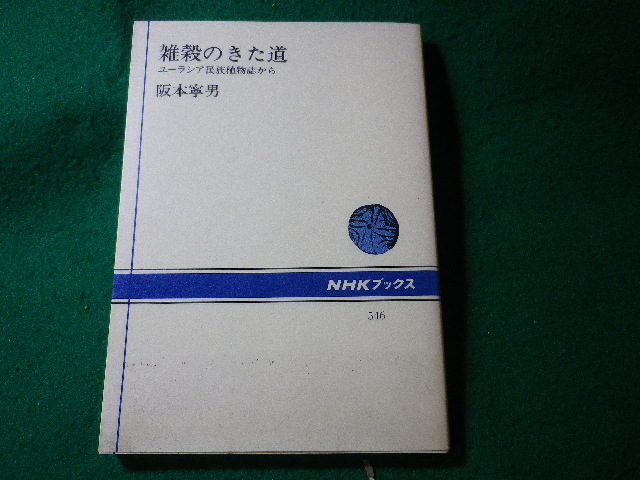 雑穀のきた道
ユーラシア民族植物誌から
阪本寧男
NHKブックス
546